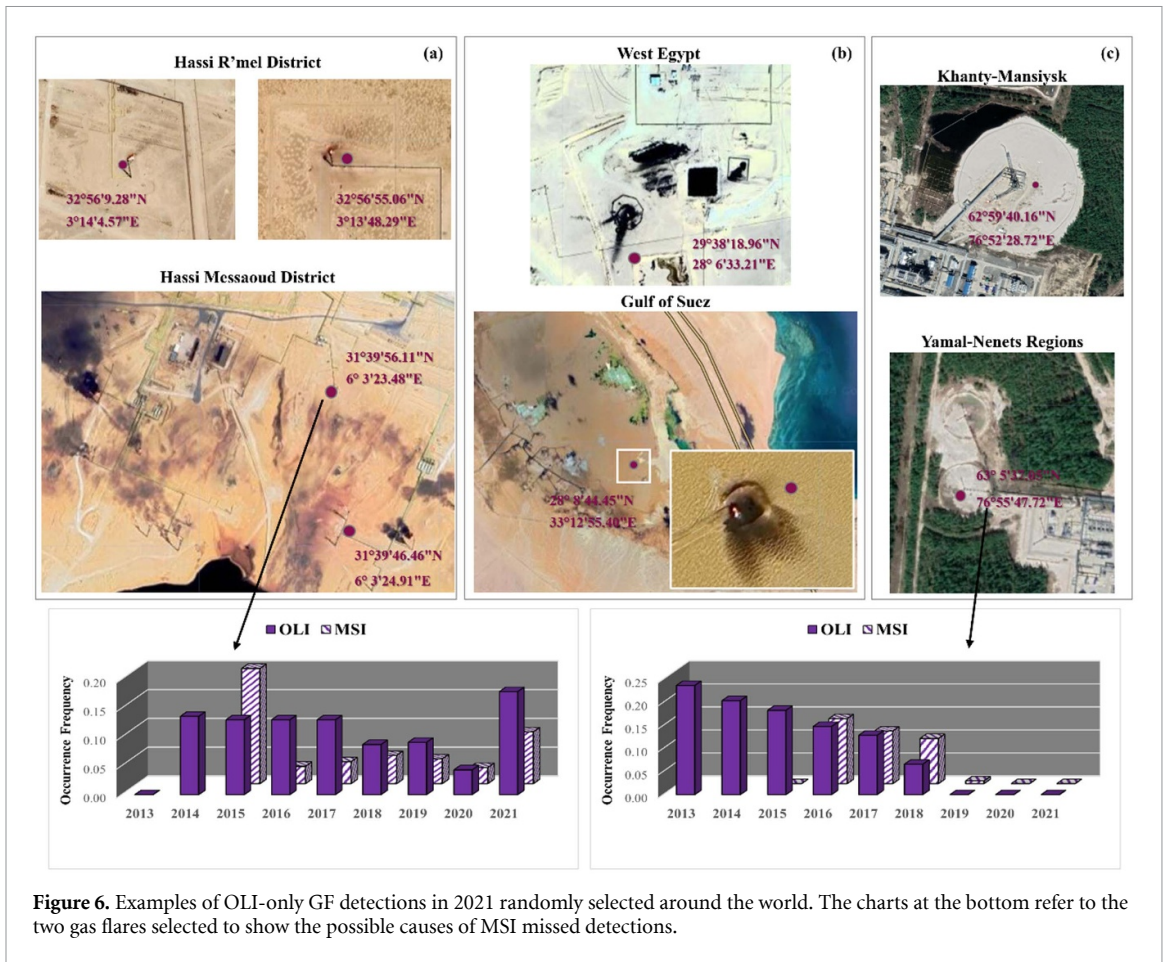 (a)
Hassi R'mel District
32°56'9.28"N
3°14'4.57"E
32°56'55.06"N
3°13'48.29"E
Hassi Messaoud District
31°39'56.11"N
6° 3'23.48"E
31°39'46.46"N
6° 3'24.91"E
West Egypt
(b)
29°38'18.96"N
28° 6'33.21"E
Gulf of Suez
28° 8'44.45"N
33°12'55.40"E
(c)
Khanty-Mansiysk
62°59'40.16"N
76°52'28.72"E
Yamal-Nenets Regions
63° 
76°55'47.72"E
OLI MSI
Occurrence Frequency
0.20
0.15
0.10
0.05
0.00
2013 2014 2015 2016 2017 2018 2019 2020 2021
OLI MSI
Occurrence Frequency
0.25
0.20
0.15
0.10
0.05
0.00
2013 2014 2015 2016 2017 2018 2019 2020 2021
Figure 6. Examples of OLI-only GF detections in 2021 randomly selected around the world. The charts at the bottom refer to the
two gas flares selected to show the possible causes of MSI missed detections.